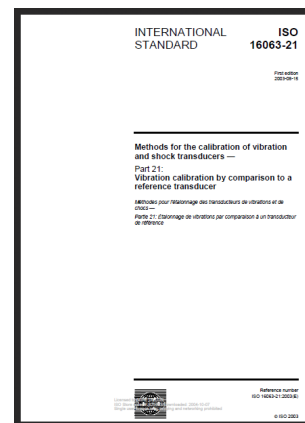 INTERNATIONAL
STANDARD
ISO
16063-21
First edition
2003-08-15
Methods for the calibration of vibration
and shock transducers —
Part 21:
Vibration calibration by comparison to a
reference transducer
Méthodes pour l'étalonnage des transducteurs de vibrations et de
chocs —
Partie 21: Étalonnage de vibrations par comparaison à un transducteur
de référence
Reference number
ISO 16063-21:2003(E)
© ISO 2003